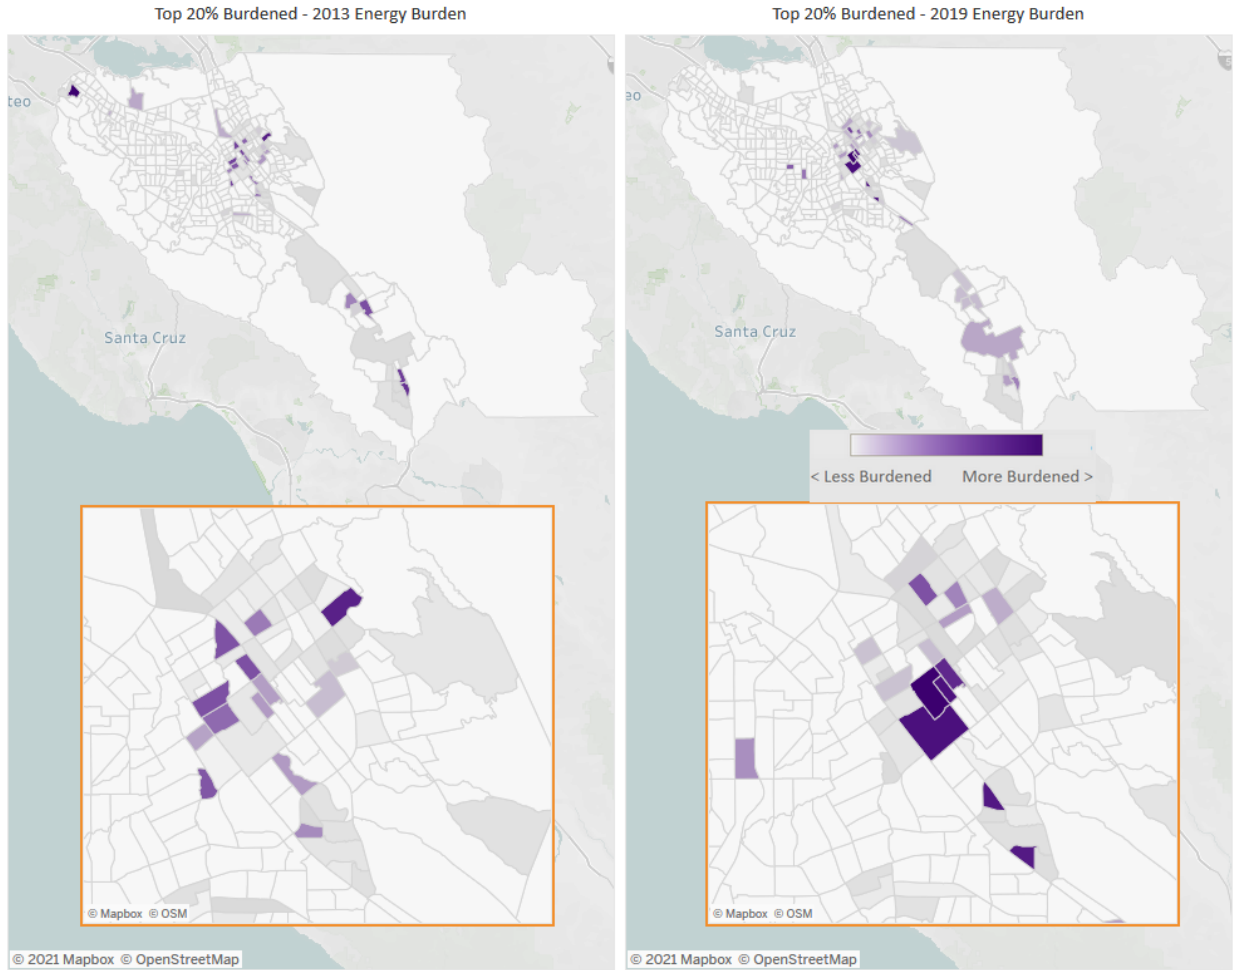 Top 20% Burdened - 2013 Energy Burden
Top 20% Burdened - 2019 Energy Burden
teo
eo
Santa Cruz
Santa Cruz
< Less Burdened
More Burdened >
© Mapbox © OSM
© Mapbox © OSM
© 2021 Mapbox © OpenStreetMap
© 2021 Mapbox © OpenStreetMap